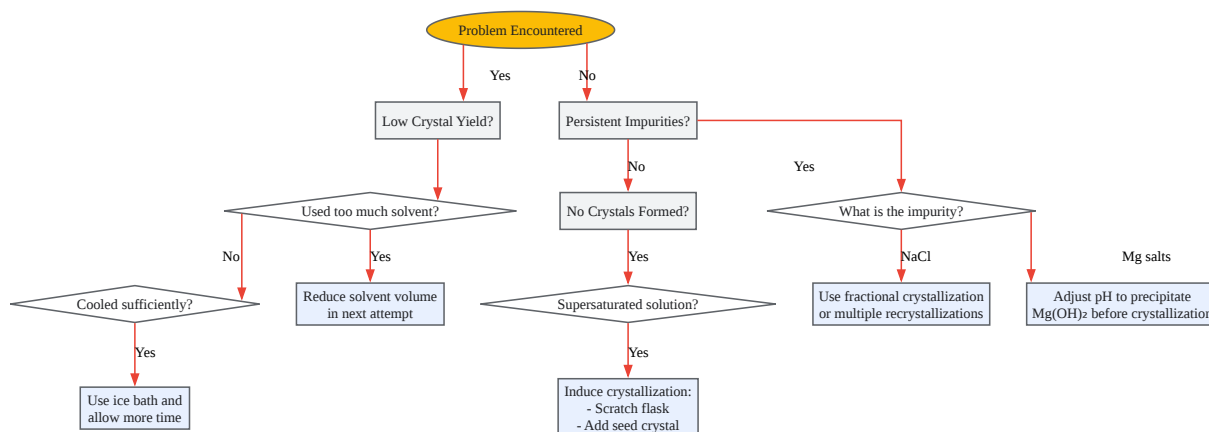 Problem Encountered
Yes
No
Low Crystal Yield?
Persistent Impurities?
No
Yes
Used too much solvent?
No Crystals Formed?
What is the impurity?
No
Yes
Yes
NaCl
Mg salts
Cooled sufficiently?
Reduce solvent volume
in next attempt
Supersaturated solution?
Use fractional crystallization
or multiple recrystallizations
Adjust pH to precipitate
Mg(OH)₂ before crystallization
Yes
Yes
Use ice bath and
allow more time
Induce crystallization:
- Scratch flask
- Add seed crystal